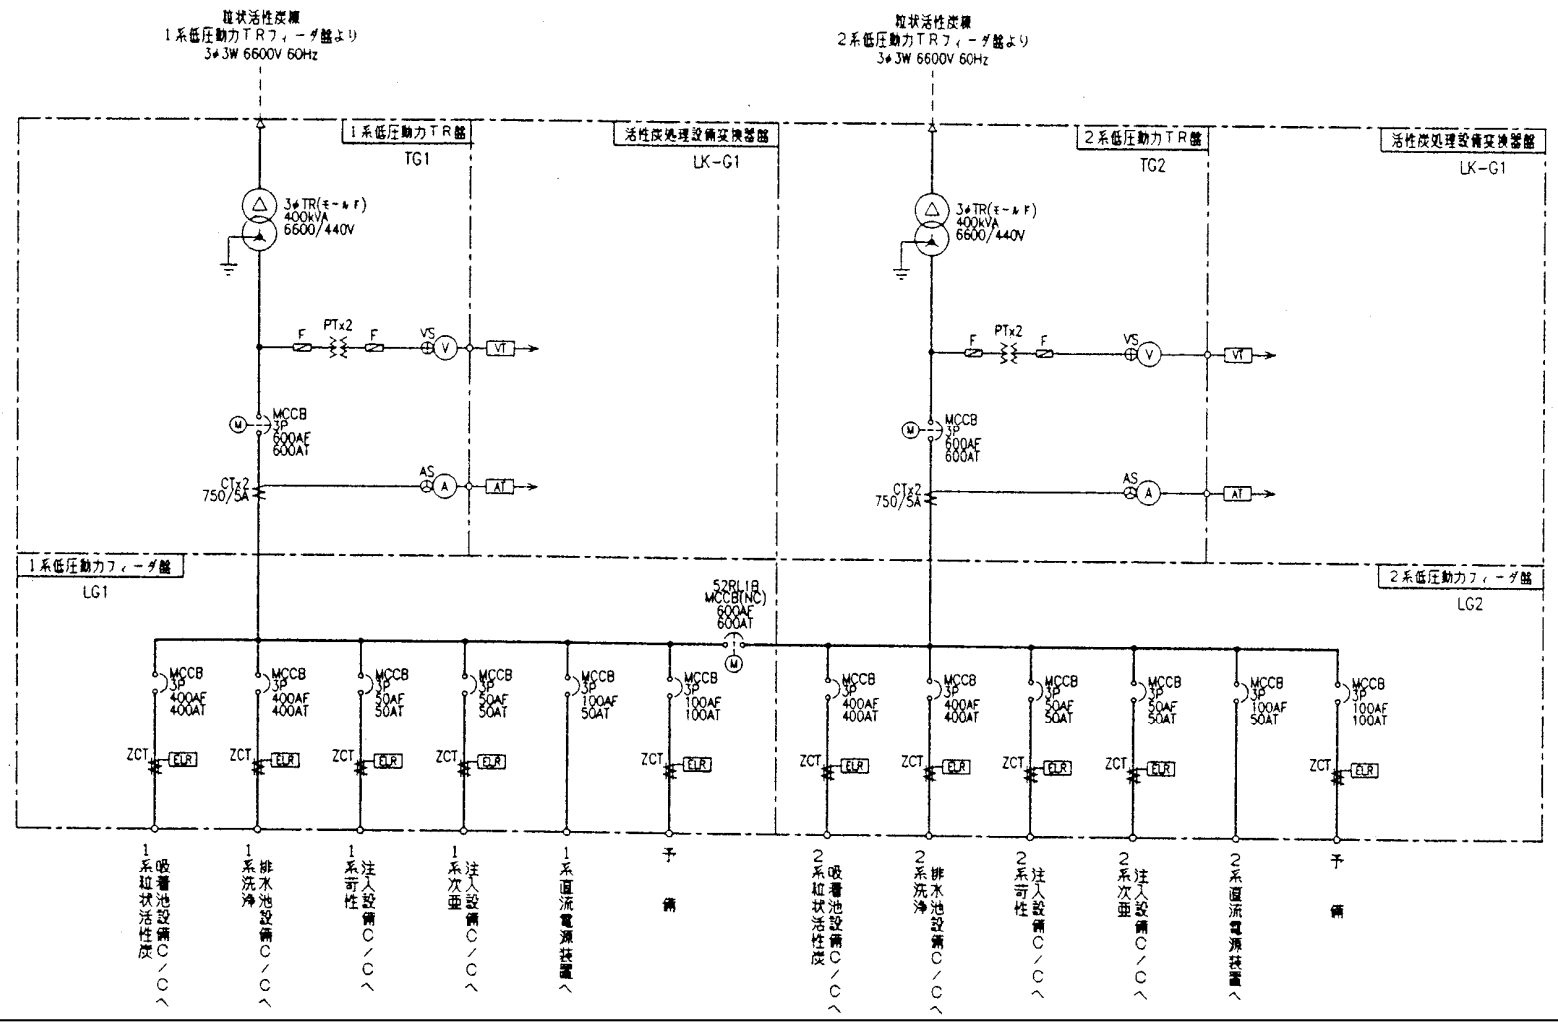 粒状活性炭棟
1系低圧動力TRフィーダ盤より
3φ3W 6600V 60Hz
粒状活性炭棟
2系低圧動力TRフィーダ盤より
3φ3W 6600V 60Hz
1系低圧動力TR盤
TG1
活性炭処理設備変換器盤
LK-G1
2系低圧動力TR盤
TG2
活性炭処理設備変換器盤
LK-G1
3φTR(モールド)
400kVA
6600/440V
3φTR(モールド)
400kVA
6600/440V
F
PTx2
F
VS
V
VT
F
PTx2
F
VS
V
VT
M
MCCB
3P
600AF
600AT
M
MCCB
3P
600AF
600AT
CTx2
750/5A
AS
A
AT
CTx2
750/5A
AS
A
AT
1系低圧動力フィーダ盤
LG1
2系低圧動力フィーダ盤
LG2
52RL1B
MCCB(NC)
600AF
600AT
M
MCCB
3P
400AF
400AT
MCCB
3P
400AF
400AT
MCCB
3P
50AF
50AT
MCCB
3P
50AF
50AT
MCCB
3P
100AF
50AT
MCCB
3P
100AF
100AT
MCCB
3P
400AF
400AT
MCCB
3P
400AF
400AT
MCCB
3P
50AF
50AT
MCCB
3P
50AF
50AT
MCCB
3P
100AF
50AT
MCCB
3P
100AF
100AT
ZCT
ELR
ZCT
ELR
ZCT
ELR
ZCT
ELR
ZCT
ELR
ZCT
ELR
ZCT
ELR
ZCT
ELR
ZCT
ELR
ZCT
ELR
1系粒状活性炭
吸着池設備C/Cへ
1系洗浄
排水池設備C/Cへ
1系苛性
注入設備C/Cへ
1系次亜
注入設備C/Cへ
1系直流電源装置へ
予備
2系粒状活性炭
吸着池設備C/Cへ
2系洗浄
排水池設備C/Cへ
2系苛性
注入設備C/Cへ
2系次亜
注入設備C/Cへ
2系直流電源装置へ
予備